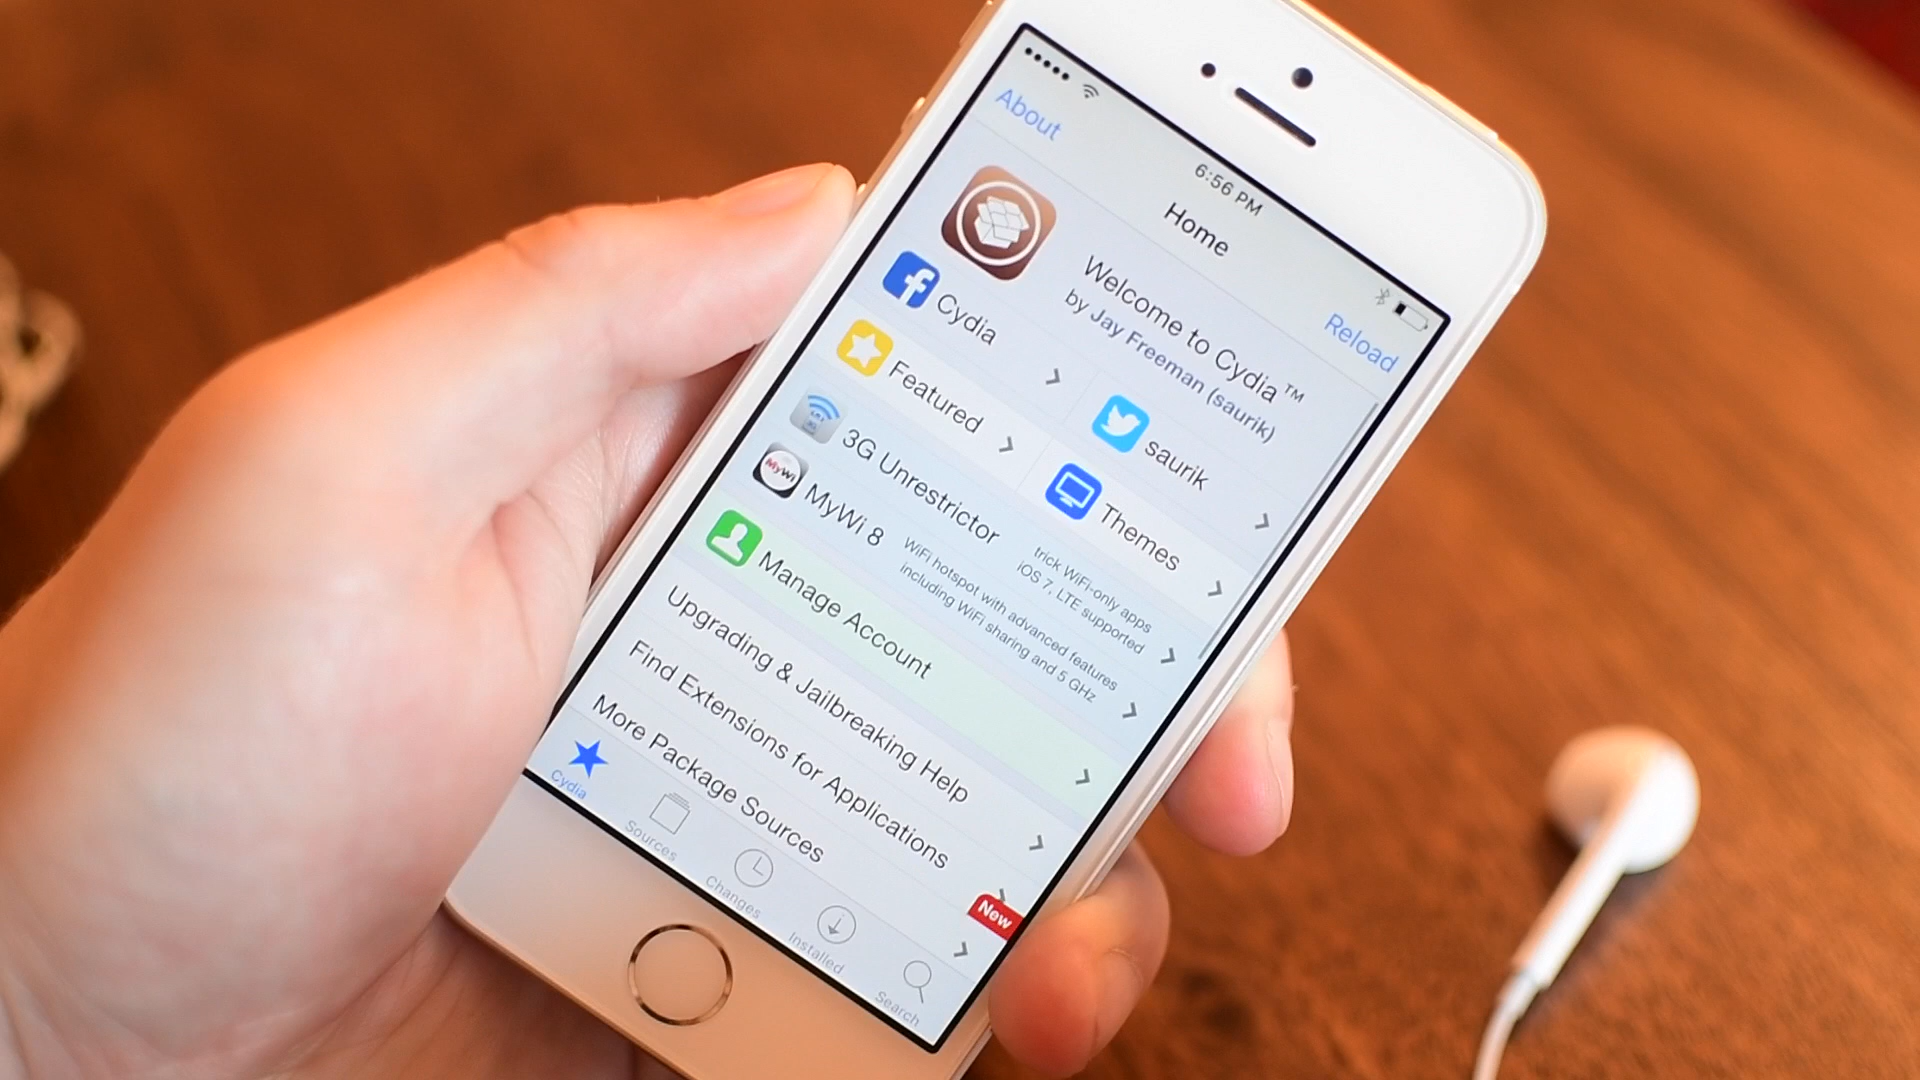 6:56 PM
About
Home
Reload
Welcome to Cydia™
by Jay Freeman (saurik)
Cydia
saurik
Featured
Themes
3G Unrestrictor
trick WiFi-only apps
iOS 7, LTE supported
MyWi 8
WiFi hotspot with advanced features
including WiFi sharing and 5 GHz
MyWi
Manage Account
Upgrading & Jailbreaking Help
Find Extensions for Applications
More Package Sources
New
Cydia
Sources
Changes
Installed
Search